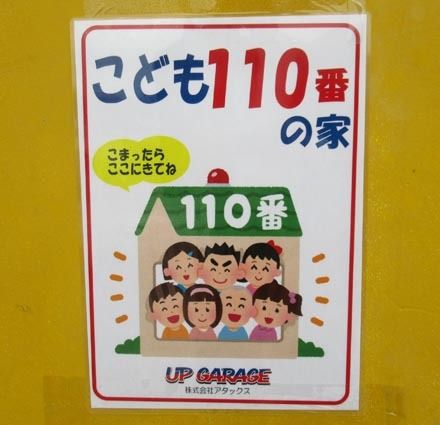 こども110番
の家
こまったら
ここにきてね
110番
UP GARAGE
株式会社アタックス